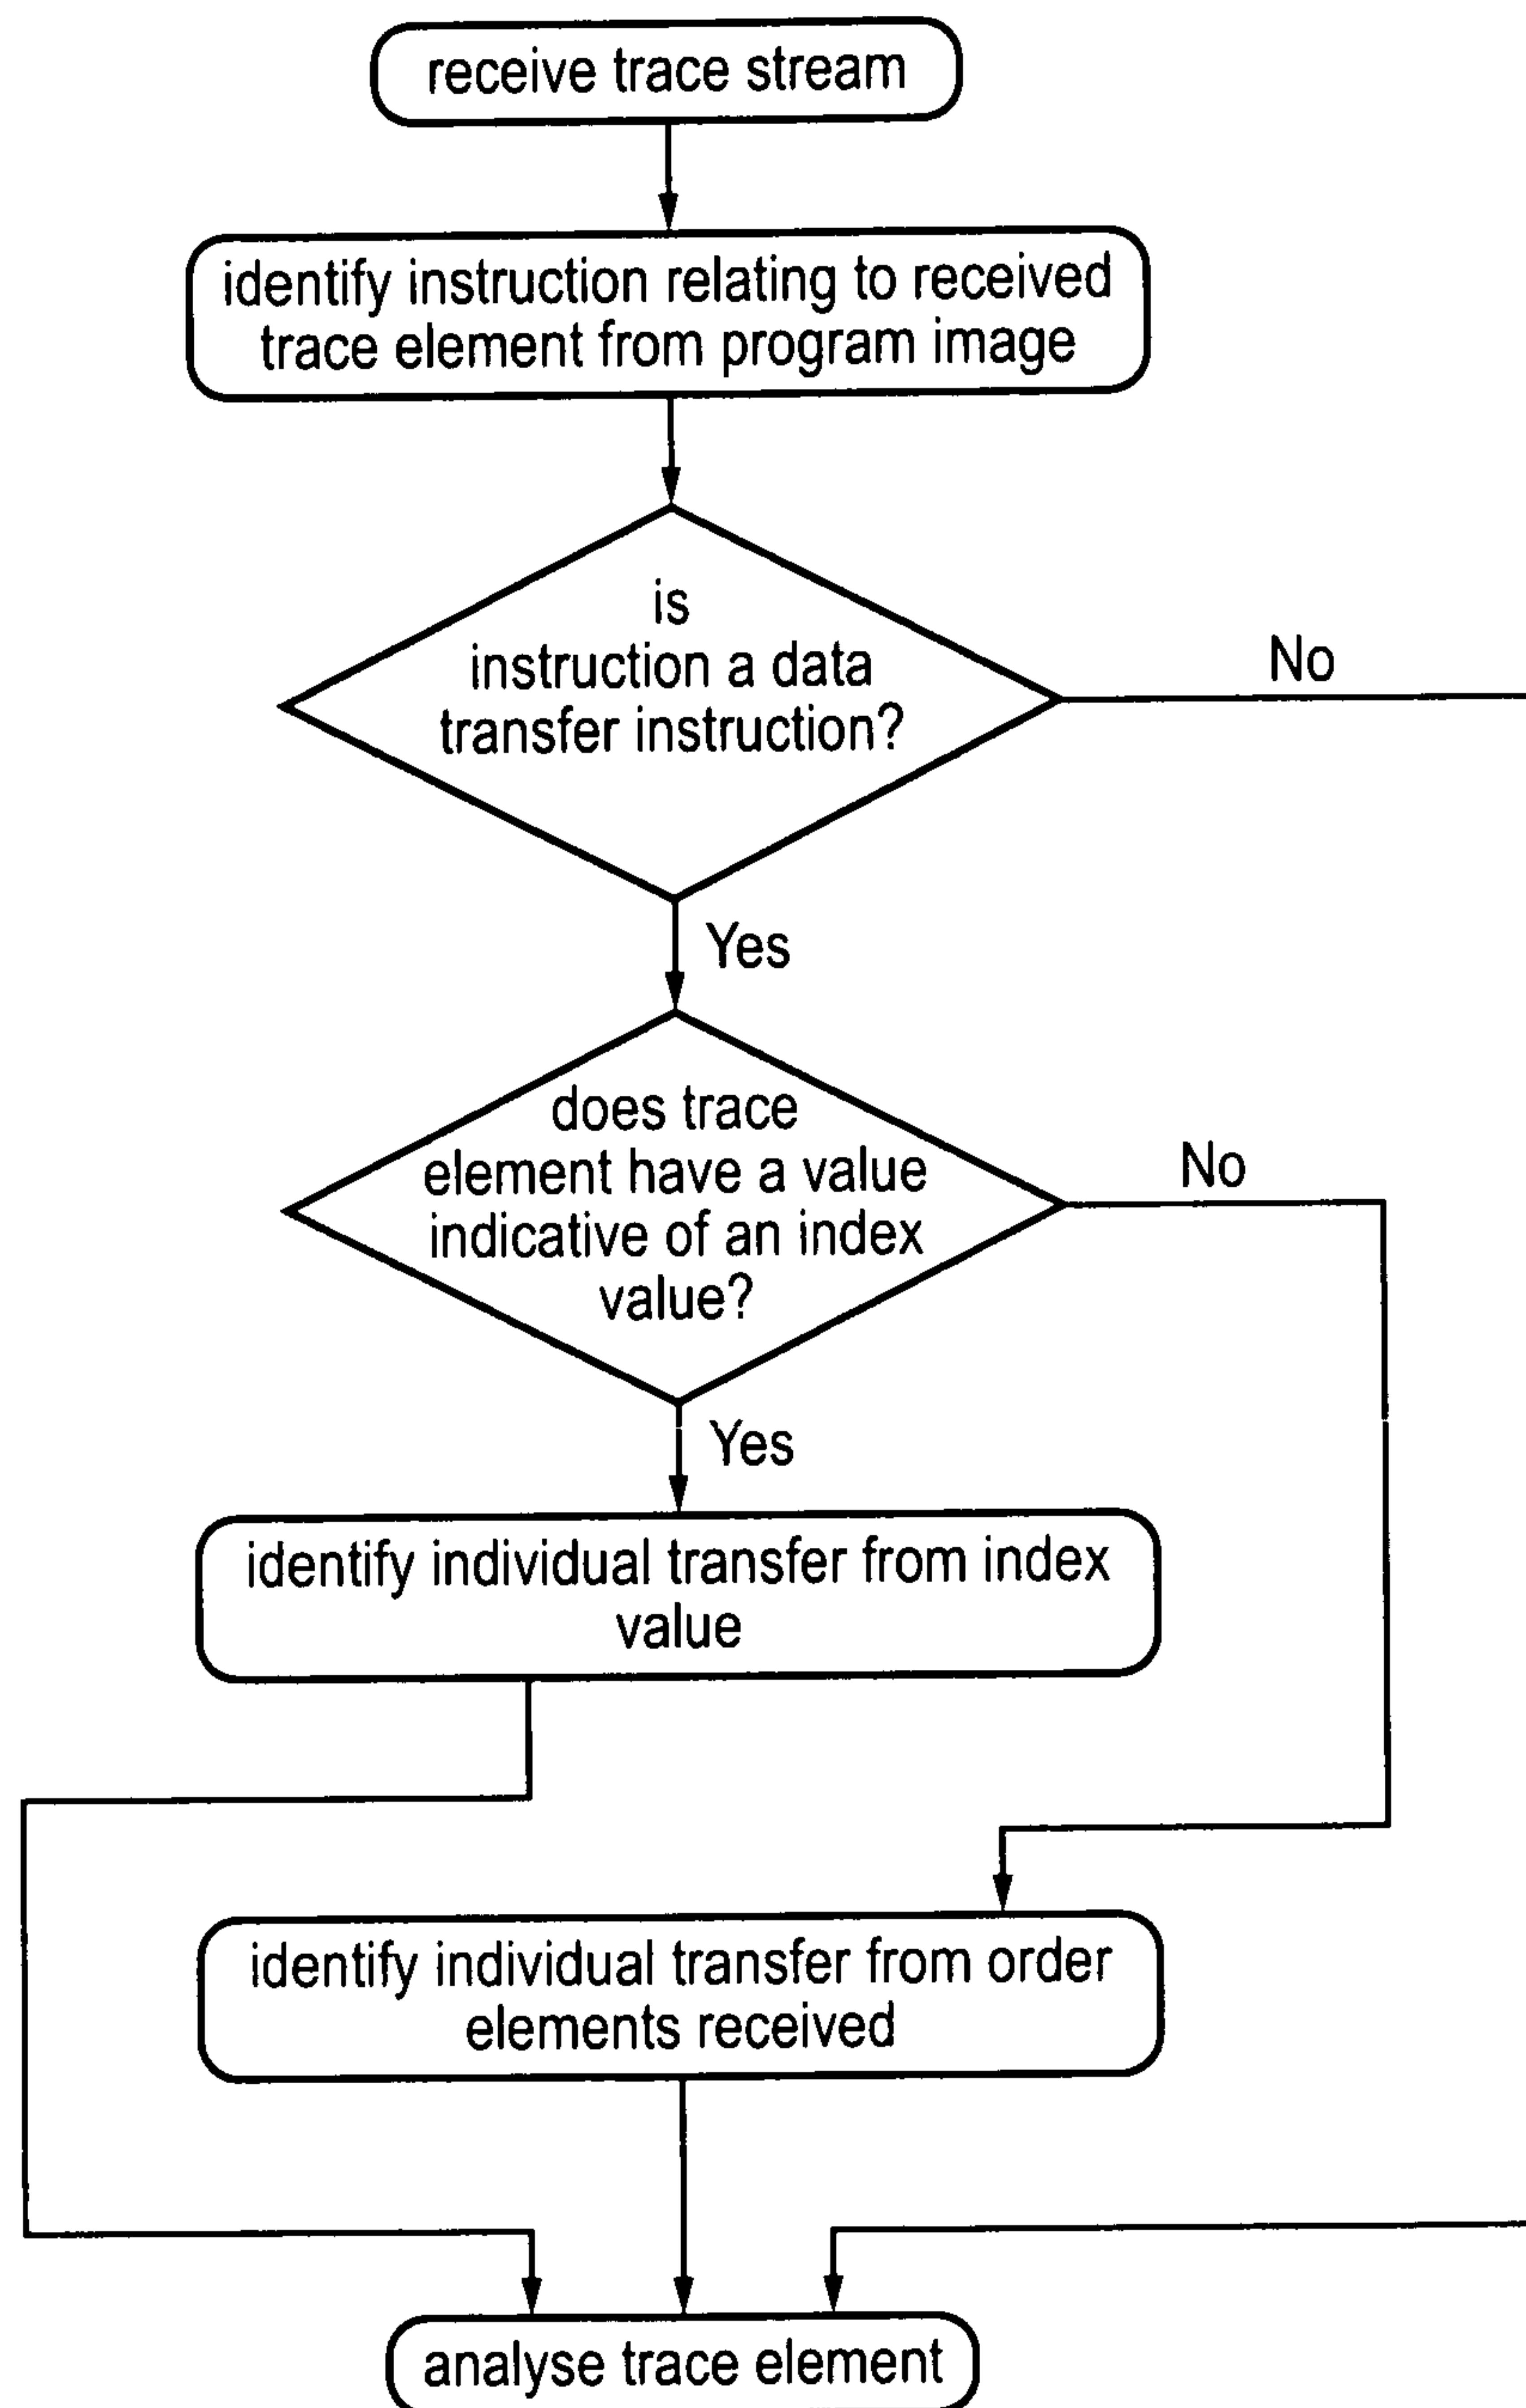 receive trace stream
identify instruction relating to received
trace element from program image
is
instruction a data
transfer instruction?
No
Yes
does trace
element have a value
indicative of an index
value?
No
Yes
identify individual transfer from index
value
identify individual transfer from order
elements received
analyse trace element